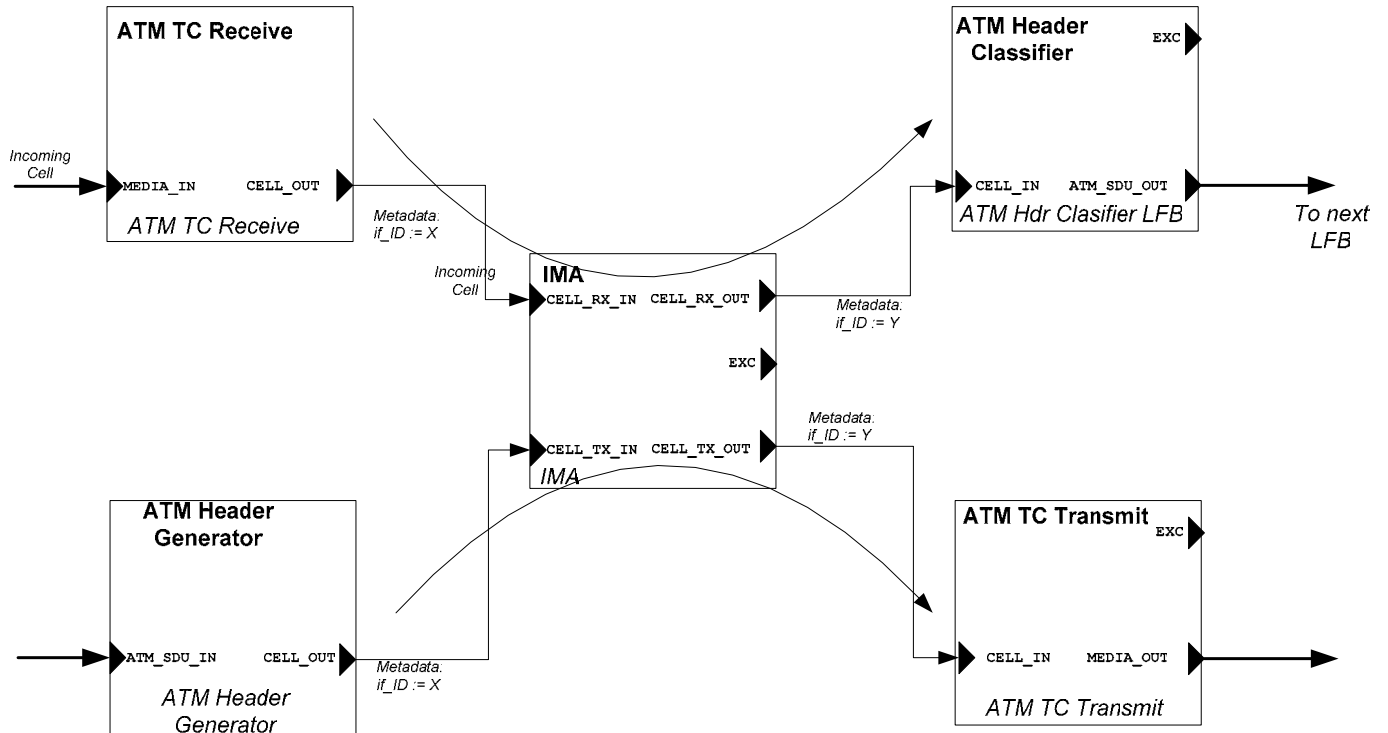 ATM TC Receive
Incoming
Cell
MEDIA_IN
CELL_OUT
ATM TC Receive
Metadata:
if_ID := X
ATM Header
Classifier
EXC
CELL_IN
ATM_SDU_OUT
ATM Hdr Clasifier LFB
To next
LFB
Incoming
Cell
IMA
CELL_RX_IN
CELL_RX_OUT
Metadata:
if_ID := Y
EXC
CELL_TX_IN
CELL_TX_OUT
IMA
Metadata:
if_ID := Y
ATM Header
Generator
ATM_SDU_IN
CELL_OUT
ATM Header
Generator
Metadata:
if_ID := X
ATM TC Transmit
EXC
CELL_IN
MEDIA_OUT
ATM TC Transmit